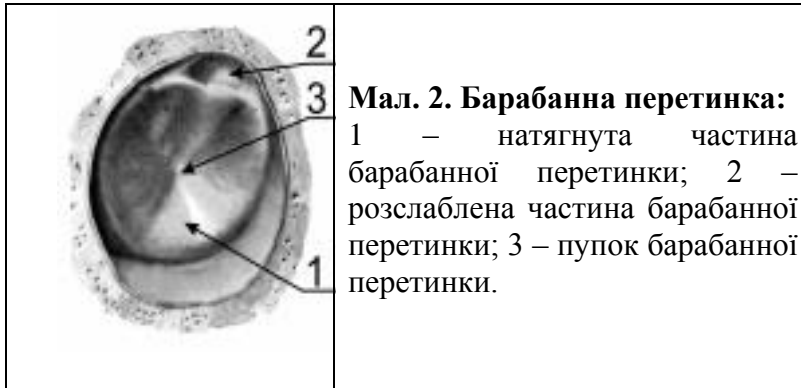 2
3
1
Мал. 2. Барабанна перетинка:
1 – натягнута частина
барабанної перетинки; 2 –
розслаблена частина барабанної
перетинки; 3 – пупок барабанної
перетинки.